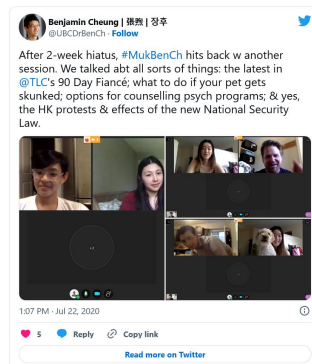 Benjamin Cheung | 張煦 | 장후
@UBCDrBenCh · Follow
After 2-week hiatus, #MukBenCh hits back w another
session. We talked abt all sorts of things: the latest in
@TLC's 90 Day Fiancé; what to do if your pet gets
skunked; options for counselling psych programs; & yes,
the HK protests & effects of the new National Security
Law.
1:07 PM · Jul 22, 2020
5 Reply Copy link
Read more on Twitter